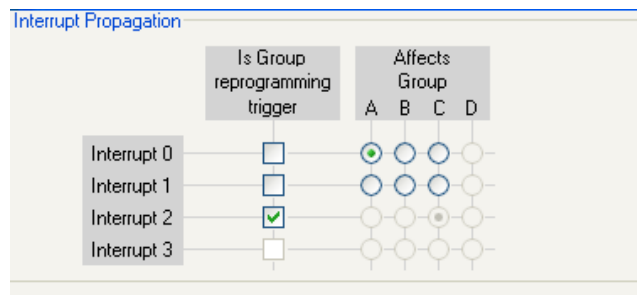 Interrupt Propagation
Is Group
reprogramming
trigger
Affects
Group
A B C D
Interrupt 0
Interrupt 1
Interrupt 2
Interrupt 3